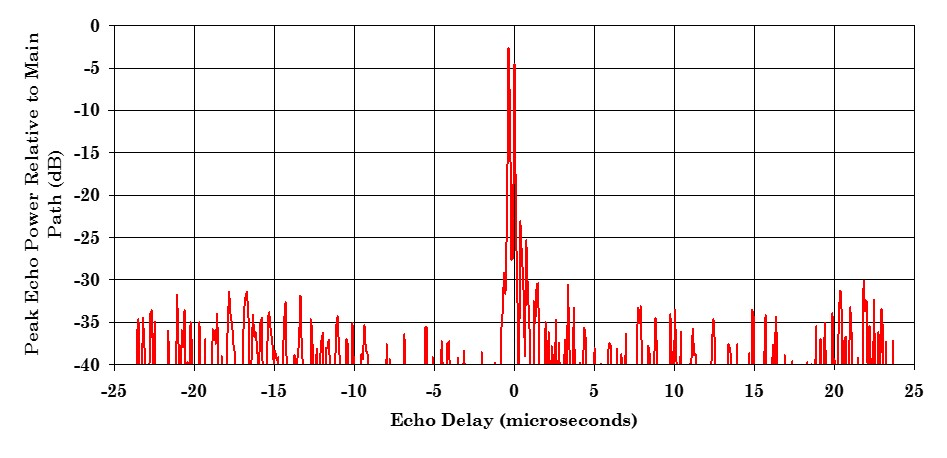 Peak Echo Power Relative to Main
Path (dB)
0
-5
-10
-15
-20
-25
-30
-35
-40
-25 -20 -15 -10 -5 0 5 10 15 20 25
Echo Delay (microseconds)